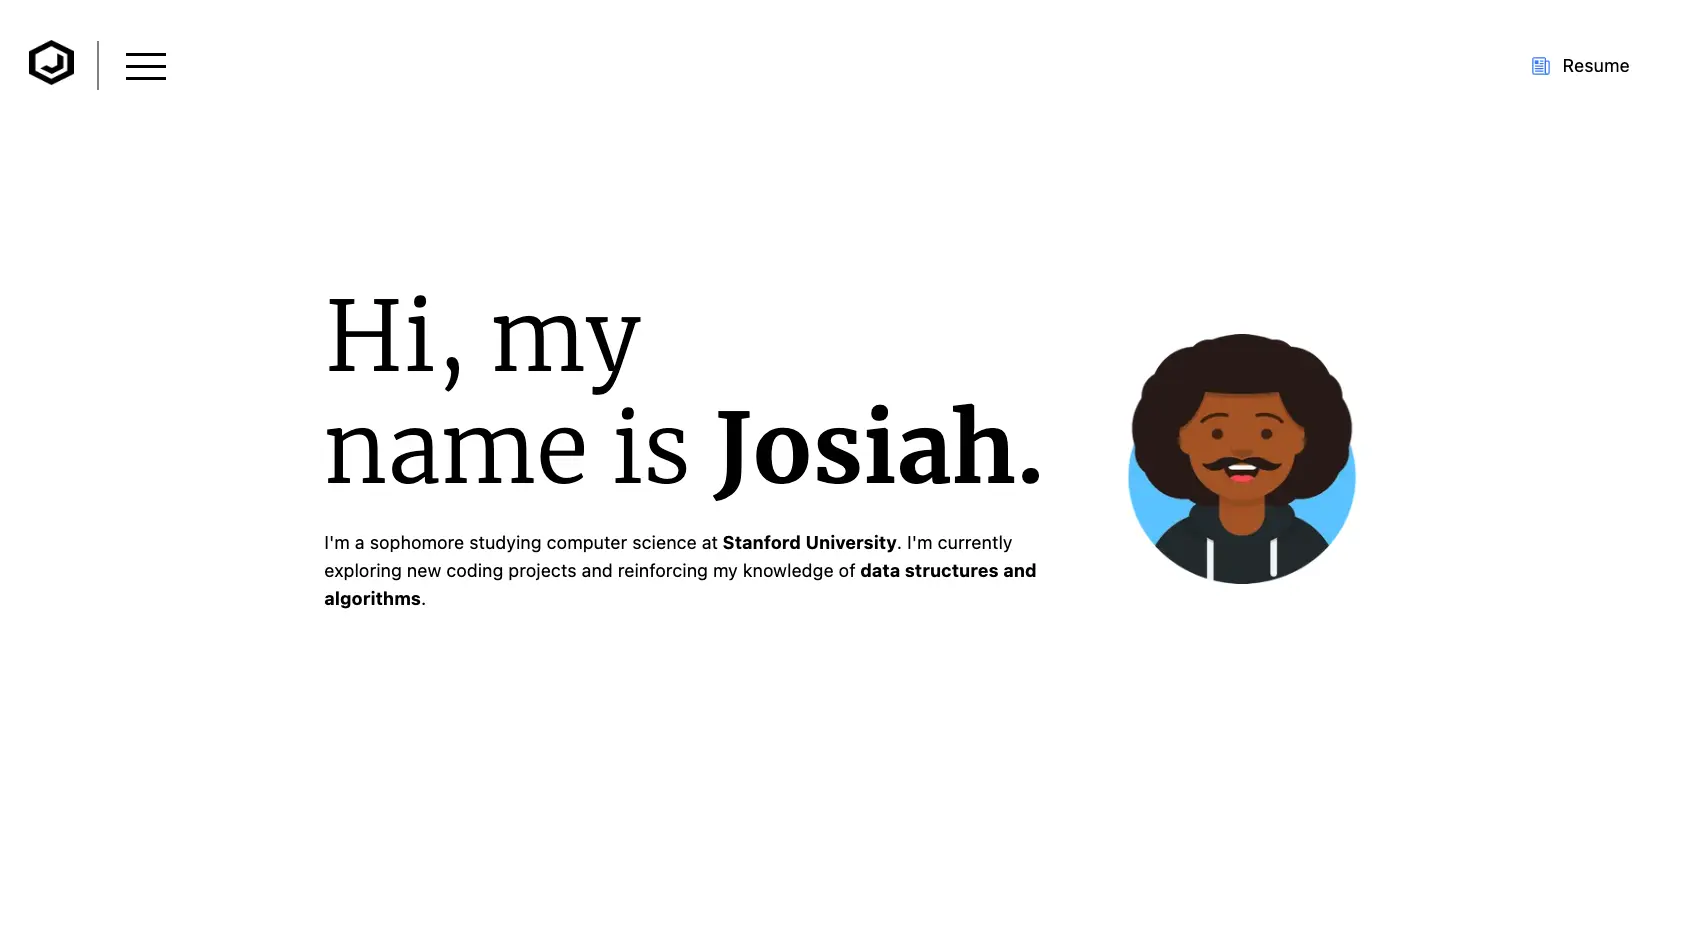 Resume
Hi, my
name is Josiah.
I'm a sophomore studying computer science at Stanford University. I'm currently
exploring new coding projects and reinforcing my knowledge of data structures and
algorithms.